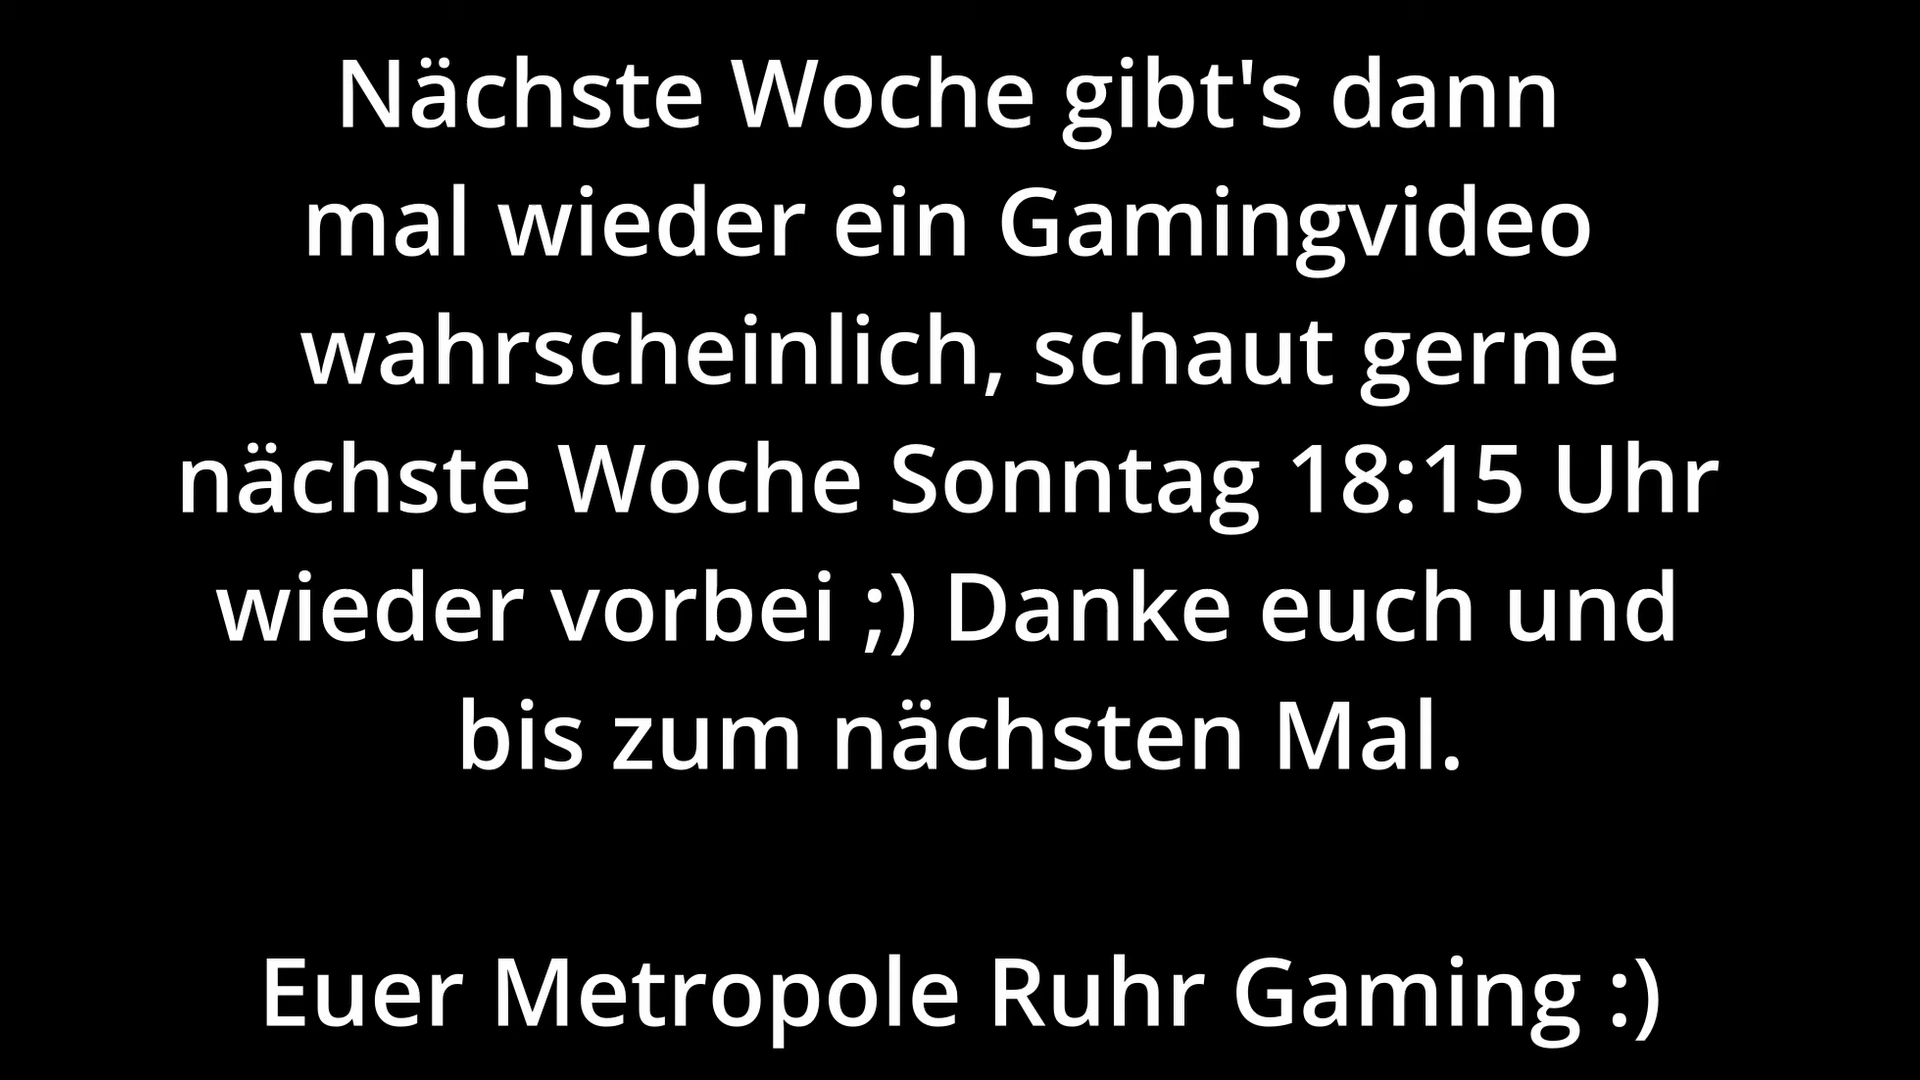 Nächste Woche gibt's dann
mal wieder ein Gamingvideo
wahrscheinlich, schaut gerne
nächste Woche Sonntag 18:15 Uhr
wieder vorbei ;) Danke euch und
bis zum nächsten Mal.
Euer Metropole Ruhr Gaming :)